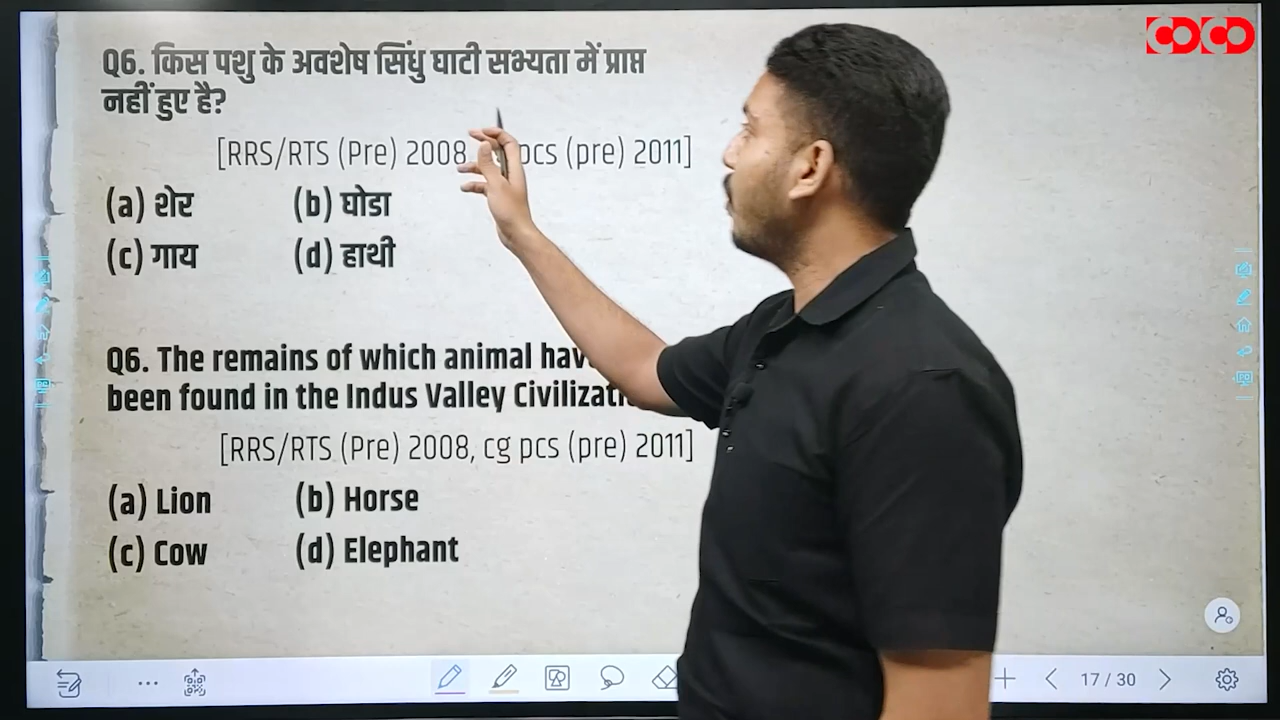 COCO
Q6. किस पशु के अवशेष सिंधु घाटी सभ्यता में प्राप्त
नहीं हुए है?
[RRS/RTS (Pre) 2008, pcs (pre) 2011]
(a) शेर (b) घोडा
(c) गाय (d) हाथी
Q6. The remains of which animal
been found in the Indus Valley
[RRS/RTS (Pre) 2008, cg pcs (pre) 2011]
(a) Lion (b) Horse
(c) Cow (d) Elephant
17 / 30